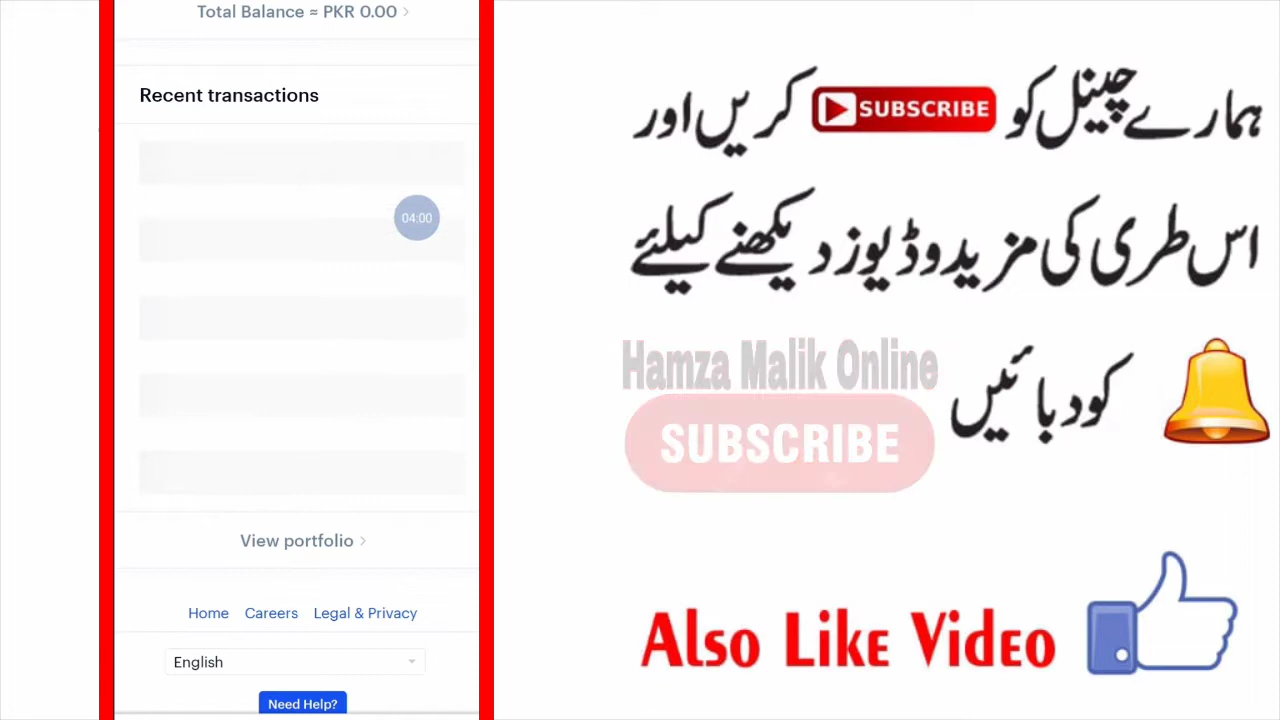 Total Balance ≈ PKR 0.00 >
Recent transactions
04:00
View portfolio >
Home Careers Legal & Privacy
English
Need Help?
ہمارے چینل کو SUBSCRIBE کریں اور
اس طری کی مزید وڈیوز دیکھنے کیلئے
کو دبائیں
Hamza Malik Online
SUBSCRIBE
Also Like Video